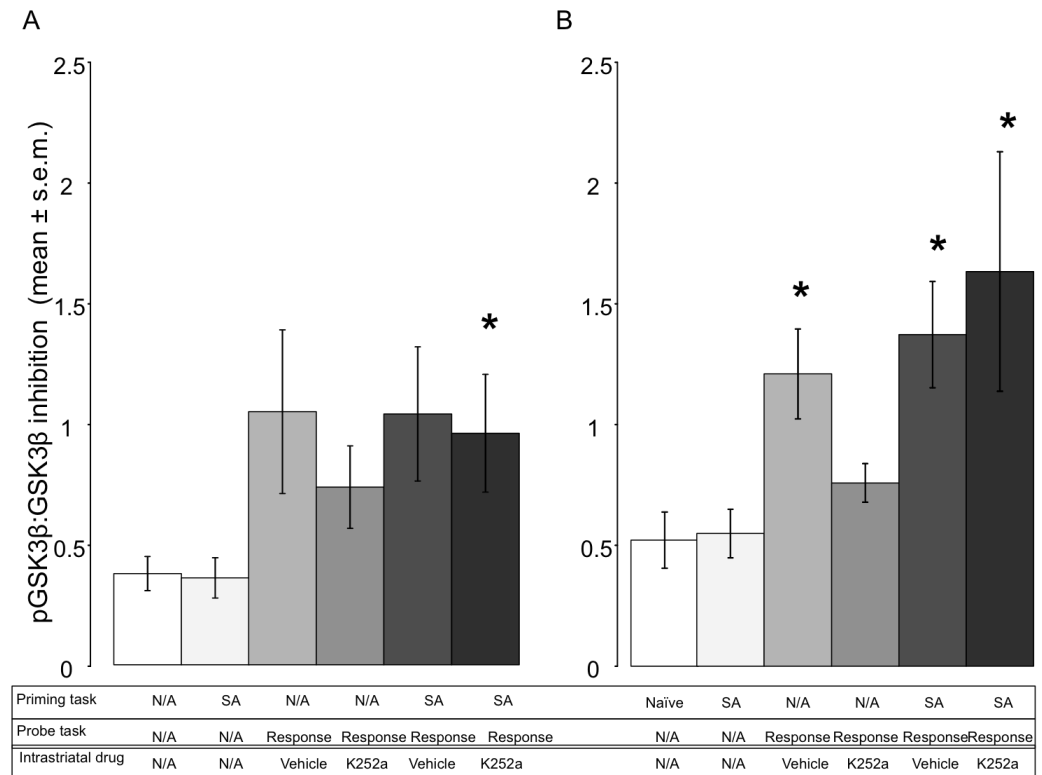 A B
pGSK3β:GSK3β inhibition (mean ± s.e.m.)
2.5
2
1.5
1
0.5
0
*
2.5
2
1.5
1
0.5
0
* * *
Priming task N/A SA N/A N/A SA SA Naïve SA N/A N/A SA SA
Probe task N/A N/A Response Response Response Response N/A N/A Response Response Response Response
Intrastriatal drug N/A N/A Vehicle K252a Vehicle K252a N/A N/A Vehicle K252a Vehicle K252a